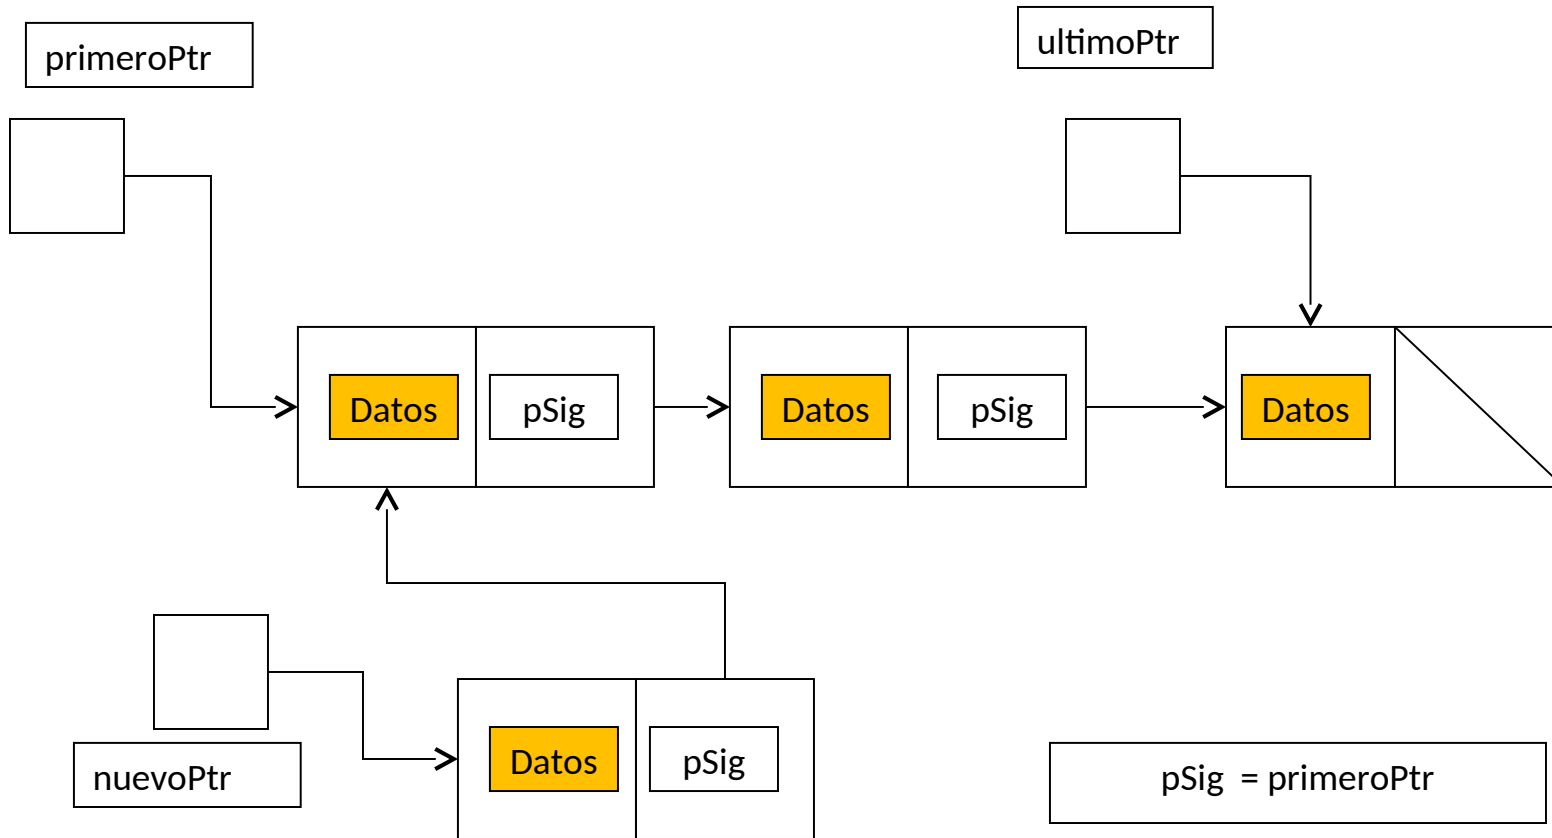 primeroPtr
ultimoPtr
Datos
pSig
Datos
pSig
Datos
nuevoPtr
Datos
pSig
pSig = primeroPtr